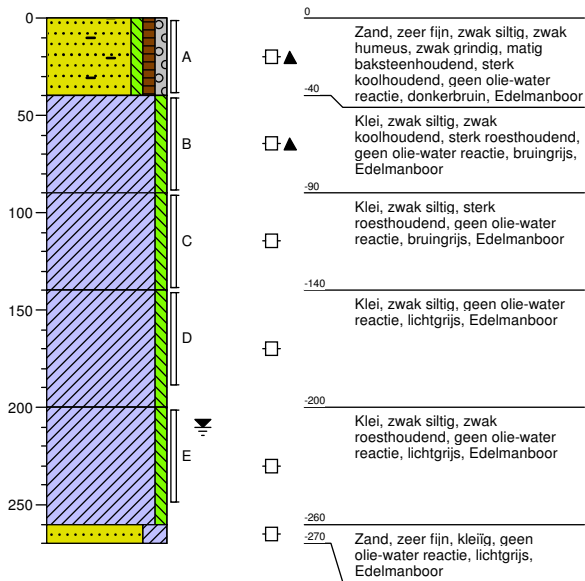 0
50
100
150
200
250
A
B
C
D
E
0
Zand, zeer fijn, zwak siltig, zwak
humeus, zwak grindig, matig
baksteenhoudend, sterk
koolhoudend, geen olie-water
reactie, donkerbruin, Edelmanboor
-40
Klei, zwak siltig, zwak
koolhoudend, sterk roesthoudend,
geen olie-water reactie, bruingrijs,
Edelmanboor
-90
Klei, zwak siltig, sterk
roesthoudend, geen olie-water
reactie, bruingrijs, Edelmanboor
-140
Klei, zwak siltig, geen olie-water
reactie, lichtgrijs, Edelmanboor
-200
Klei, zwak siltig, zwak
roesthoudend, geen olie-water
reactie, lichtgrijs, Edelmanboor
-260
-270
Zand, zeer fijn, kleiïg, geen
olie-water reactie, lichtgrijs,
Edelmanboor